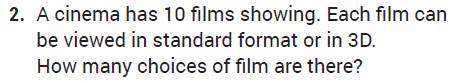 2. A cinema has 10 films showing. Each film can
be viewed in standard format or in 3D.
How many choices of film are there?